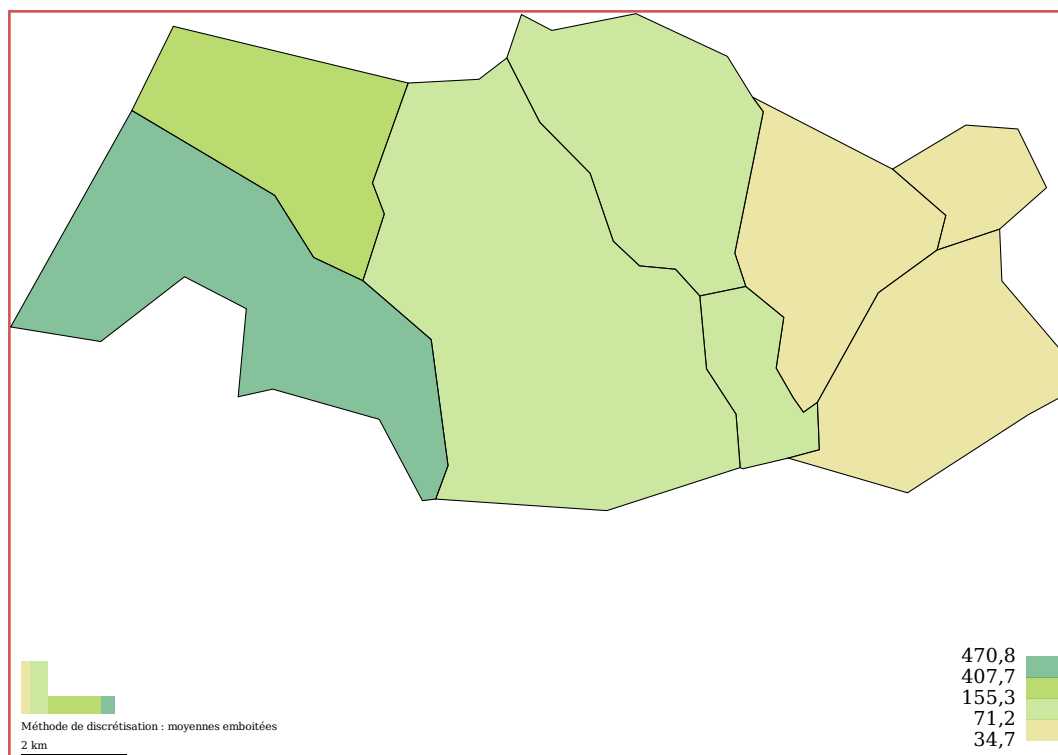 470,8
407,7
155,3
71,2
34,7
Méthode de discrétisation : moyennes emboitées
2 km